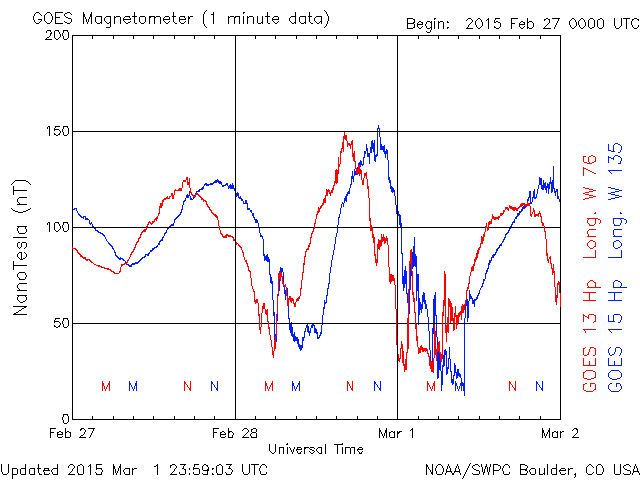 GOES Magnetometer (1 minute data)
Begin: 2015 Feb 27 0000 UTC
200
150
100
50
0
NanoTesla (nT)
M M N N M M N N M M N N
Feb 27 Feb 28 Mar 1 Mar 2
Universal Time
GOES 13 Hp Long. W 76
GOES 15 Hp Long. W 135
Updated 2015 Mar 1 23:59:03 UTC
NOAA/SWPC Boulder, CO USA